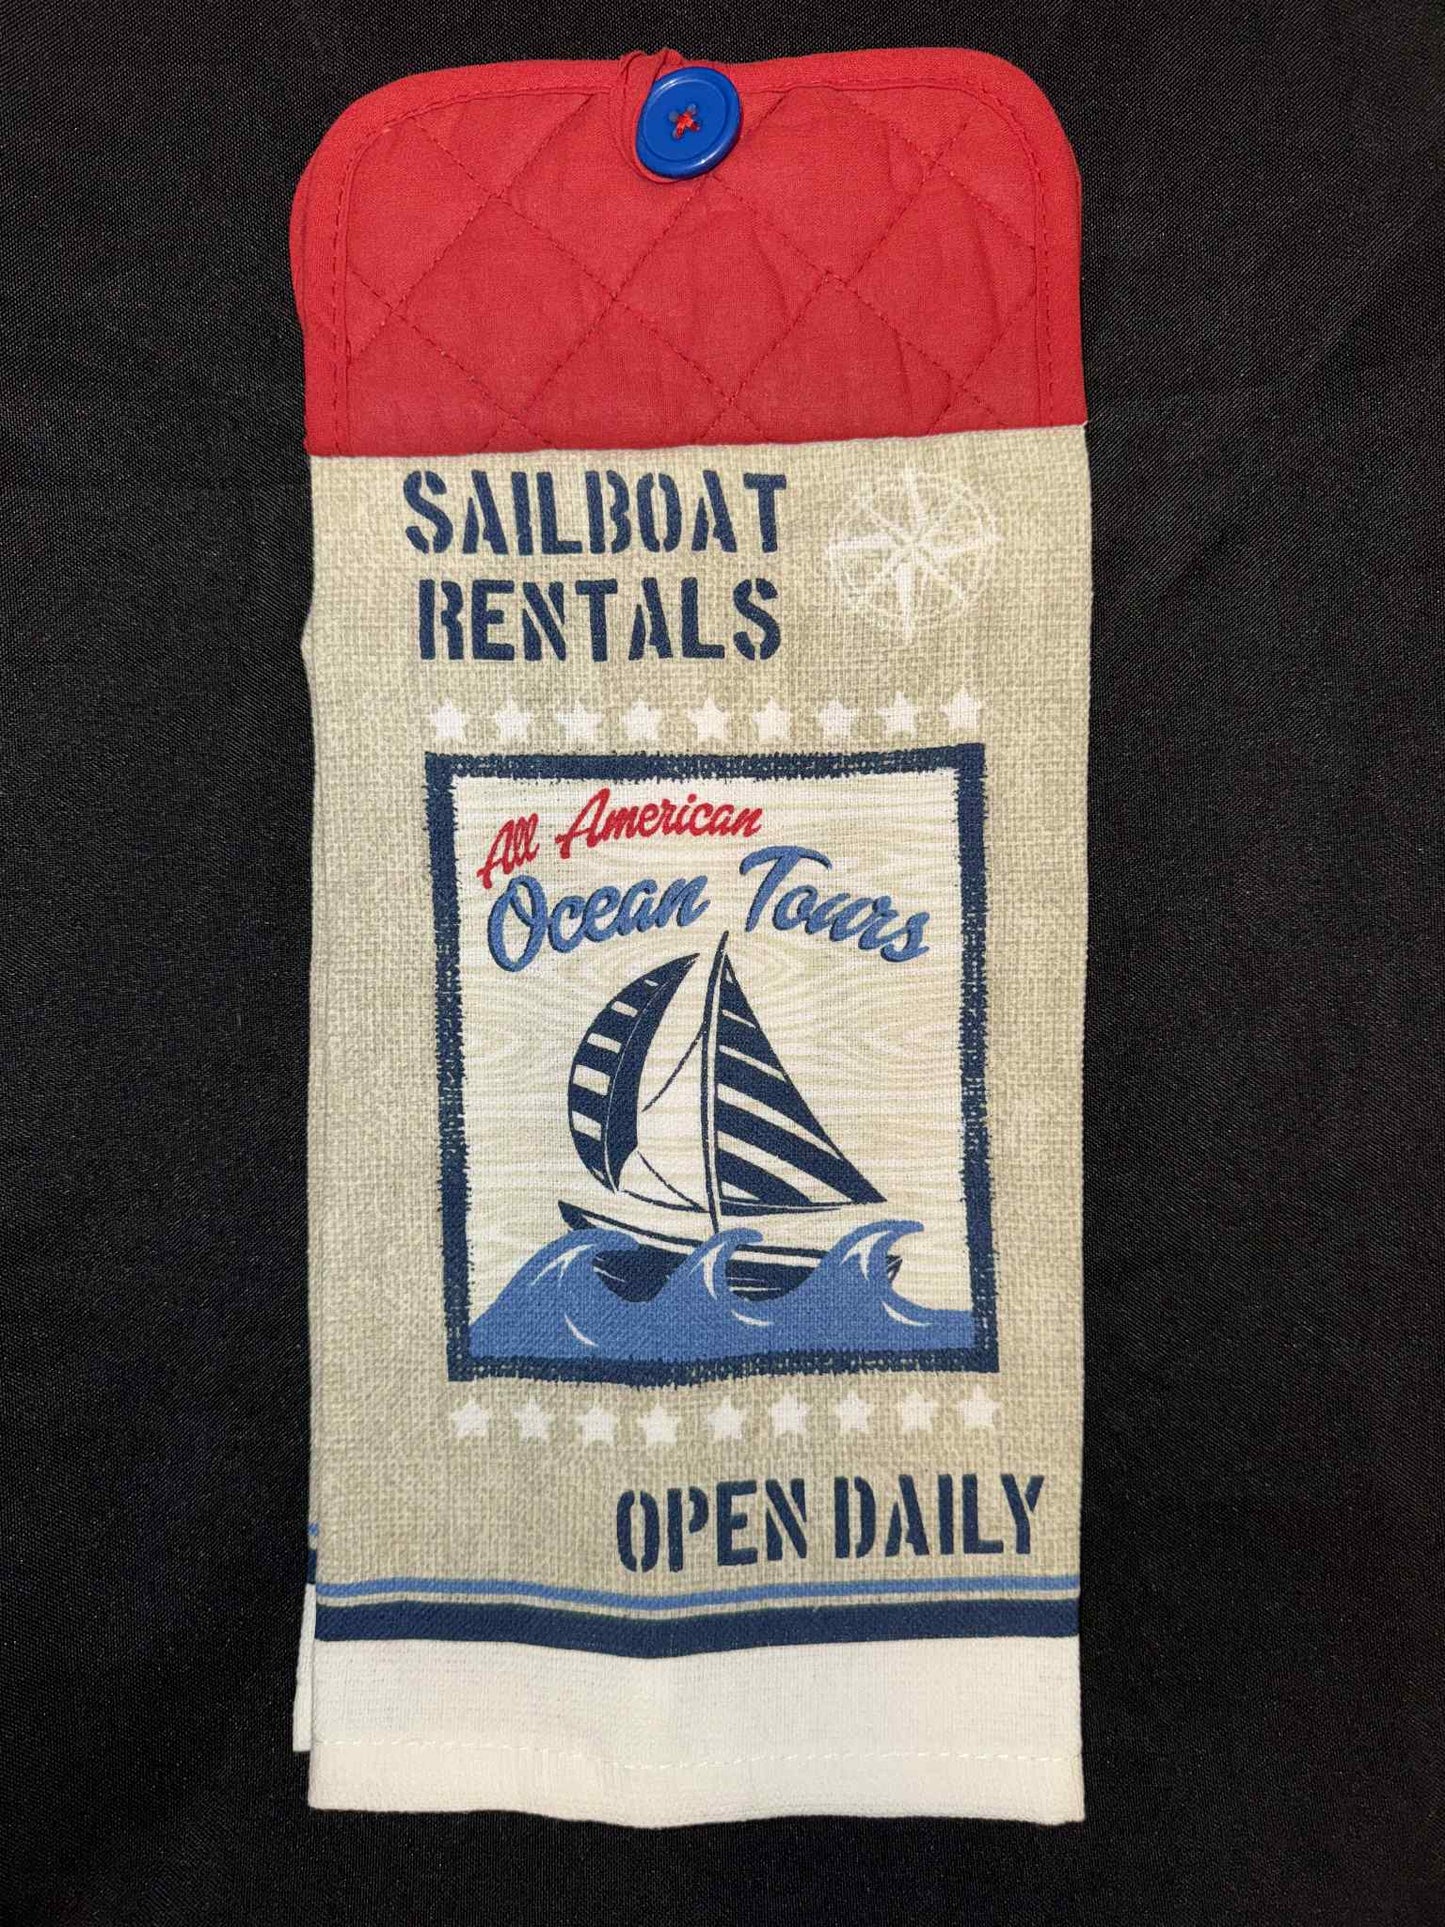 SAILBOAT
RENTALS
All American
Ocean Tours
OPEN DAILY